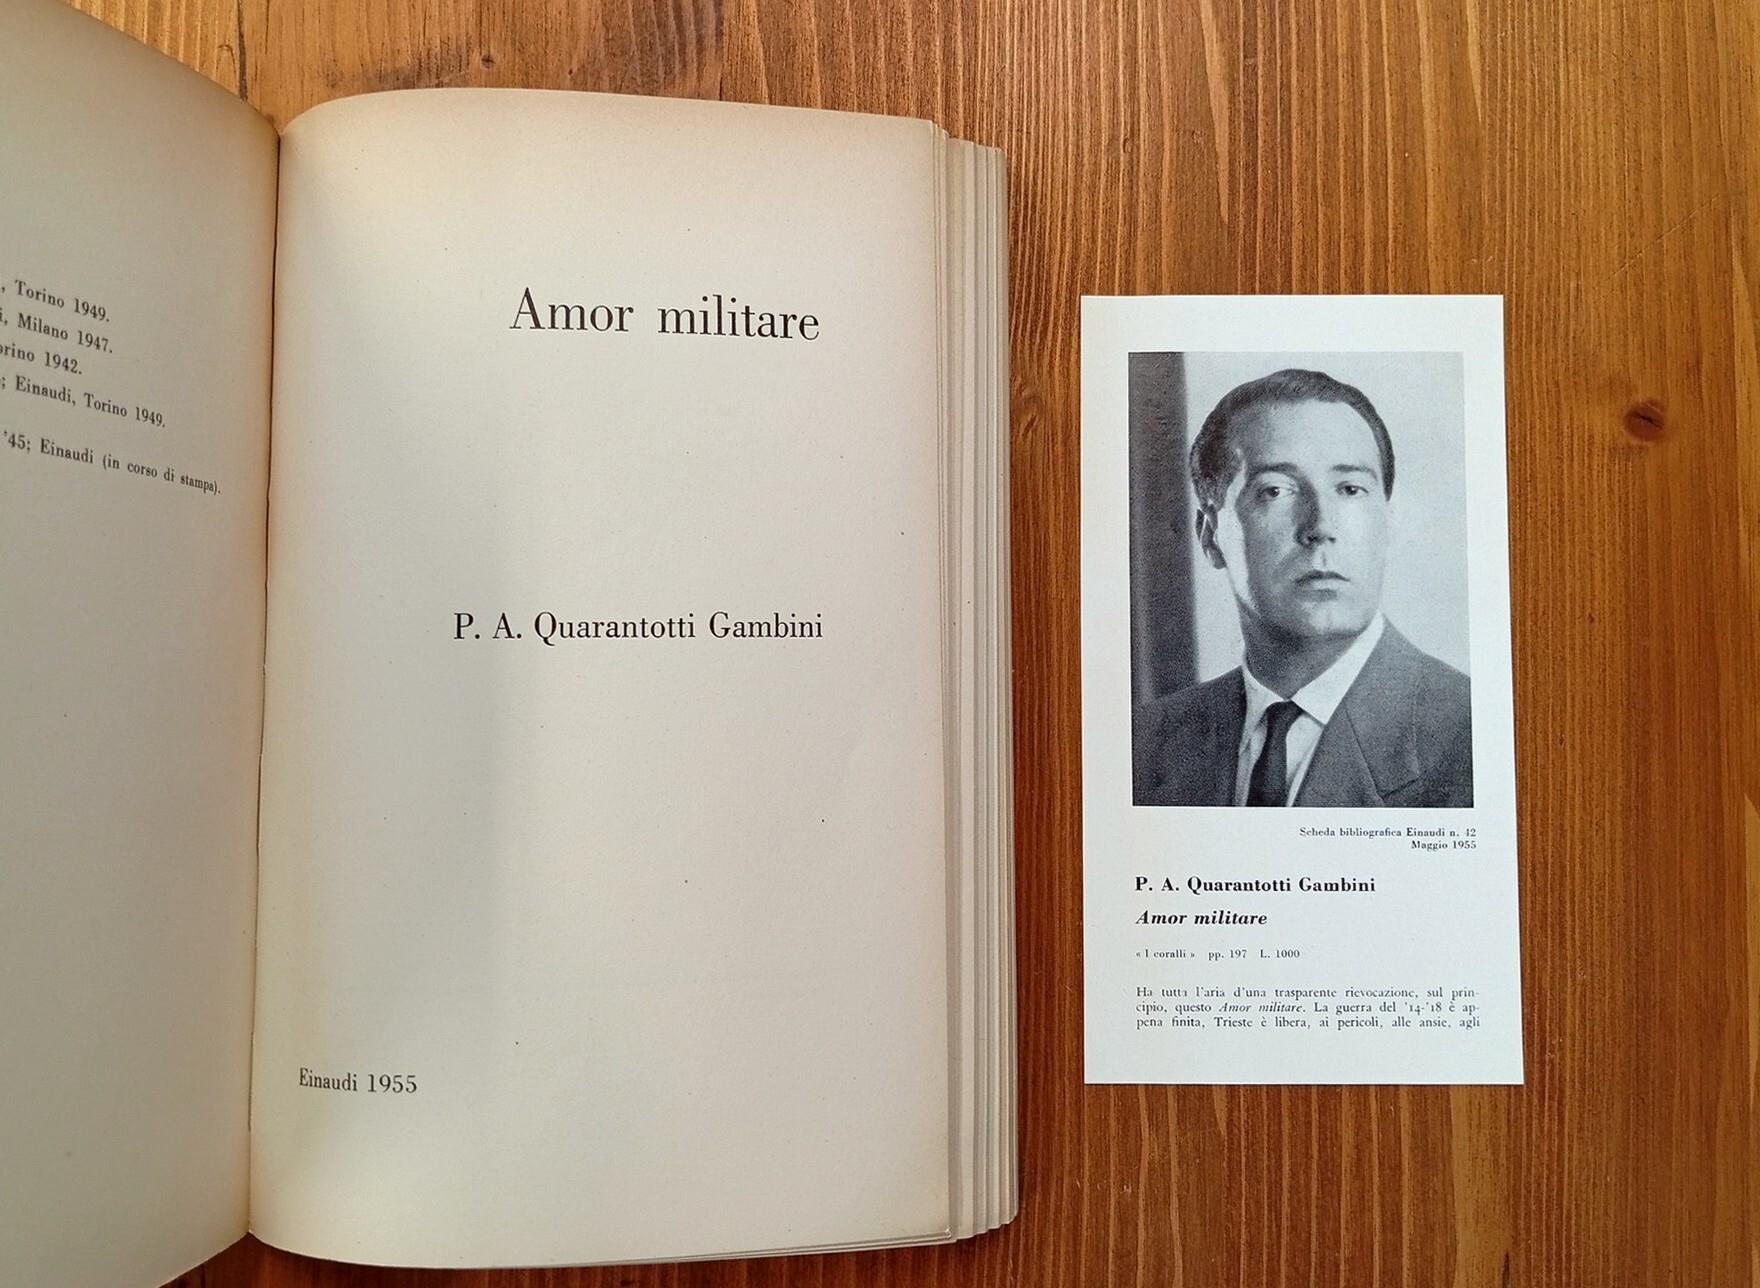 , Torino 1949.
, Milano 1947.
1942.
; Einaudi, Torino 1949.
'45; Einaudi (in corso di stampa).
Amor militare
P. A. Quarantotti Gambini
Einaudi 1955
Scheda bibliografica Einaudi n. 42
Maggio 1955
P. A. Quarantotti Gambini
Amor militare
« I coralli » pp. 197 L. 1000
Ha tutta l'aria d'una trasparente rievocazione, sul prin-
cipio, questo Amor militare. La guerra del '14-'18 è ap-
pena finita, Trieste è libera, ai pericoli, alle ansie, agli